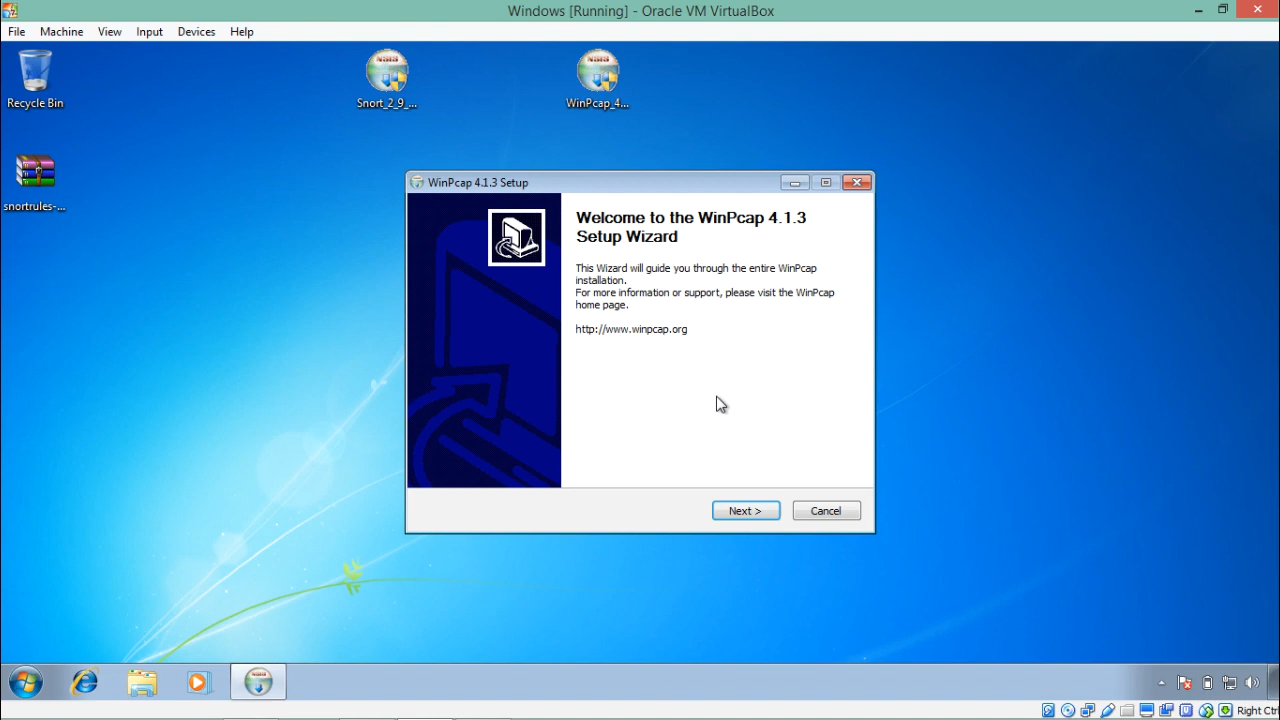 Windows [Running] - Oracle VM VirtualBox
File Machine View Input Devices Help
Recycle Bin
Snort_2_9_...
WinPcap_4...
snortrules-...
WinPcap 4.1.3 Setup
Welcome to the WinPcap 4.1.3
Setup Wizard
This Wizard will guide you through the entire WinPcap
installation.
For more information or support, please visit the WinPcap
home page.
http://www.winpcap.org
Next >
Cancel
Right Ctrl